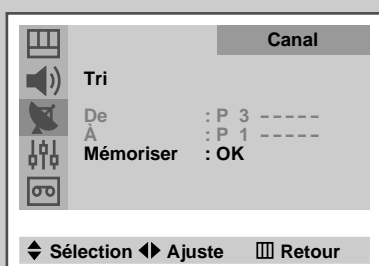 Canal
Tri
De : P 3 -----
À : P 1 -----
Mémoriser : OK
Sélection Ajuste Retour